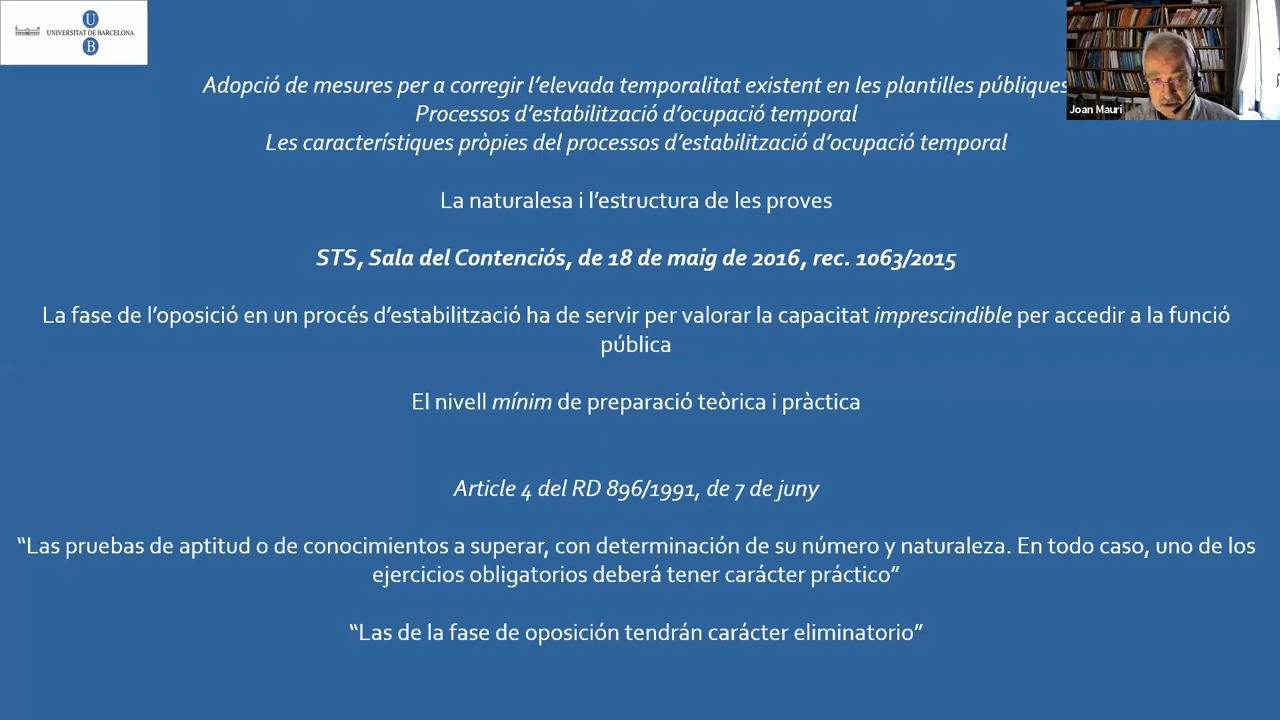 U
UNIVERSITAT DE BARCELONA
B
Adopció de mesures per a corregir l’elevada temporalitat existent en les plantilles públiques
Joan Mauri
Processos d’estabilització d’ocupació temporal
Les característiques pròpies del processos d’estabilització d’ocupació temporal
La naturalesa i l’estructura de les proves
STS, Sala del Contenciós, de 18 de maig de 2016, rec. 1063/2015
La fase de l’oposició en un procés d’estabilització ha de servir per valorar la capacitat imprescindible per accedir a la funció
pública
El nivell mínim de preparació teòrica i pràctica
Article 4 del RD 896/1991, de 7 de juny
“Las pruebas de aptitud o de conocimientos a superar, con determinación de su número y naturaleza. En todo caso, uno de los
ejercicios obligatorios deberá tener carácter práctico”
“Las de la fase de oposición tendrán carácter eliminatorio”